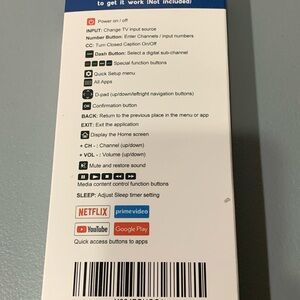 to get it work (Not Included)
Power on / off
INPUT: Change TV input source
Number Button: Enter Channels / input numbers
CC: Turn Closed Caption On/Off
Dash Button: Select a digital sub-channel
Special function buttons
Quick Setup menu
All Apps
D-pad (up/down/left/right navigation buttons)
Confirmation button
BACK: Return to the previous place in the menu or app
EXIT: Exit the application
Display the Home screen
+ CH - : Channel (up/down)
+ VOL - : Volume (up/down)
Mute and restore sound
Media content control function buttons
SLEEP: Adjust Sleep timer setting
NETFLIX prime video
YouTube Google Play
Quick access buttons to apps